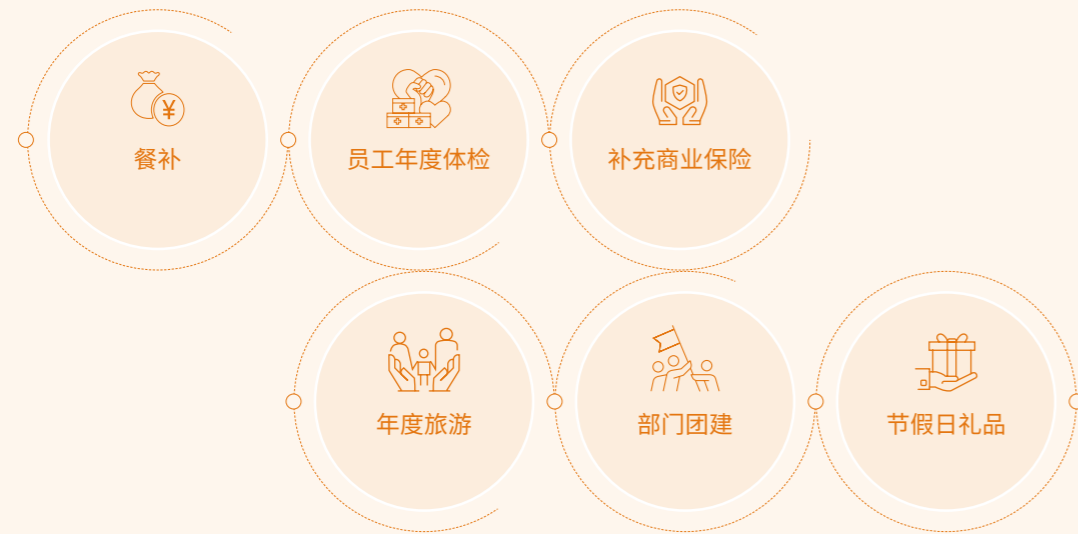 餐补
员工年度体检
补充商业保险
年度旅游
部门团建
节假日礼品